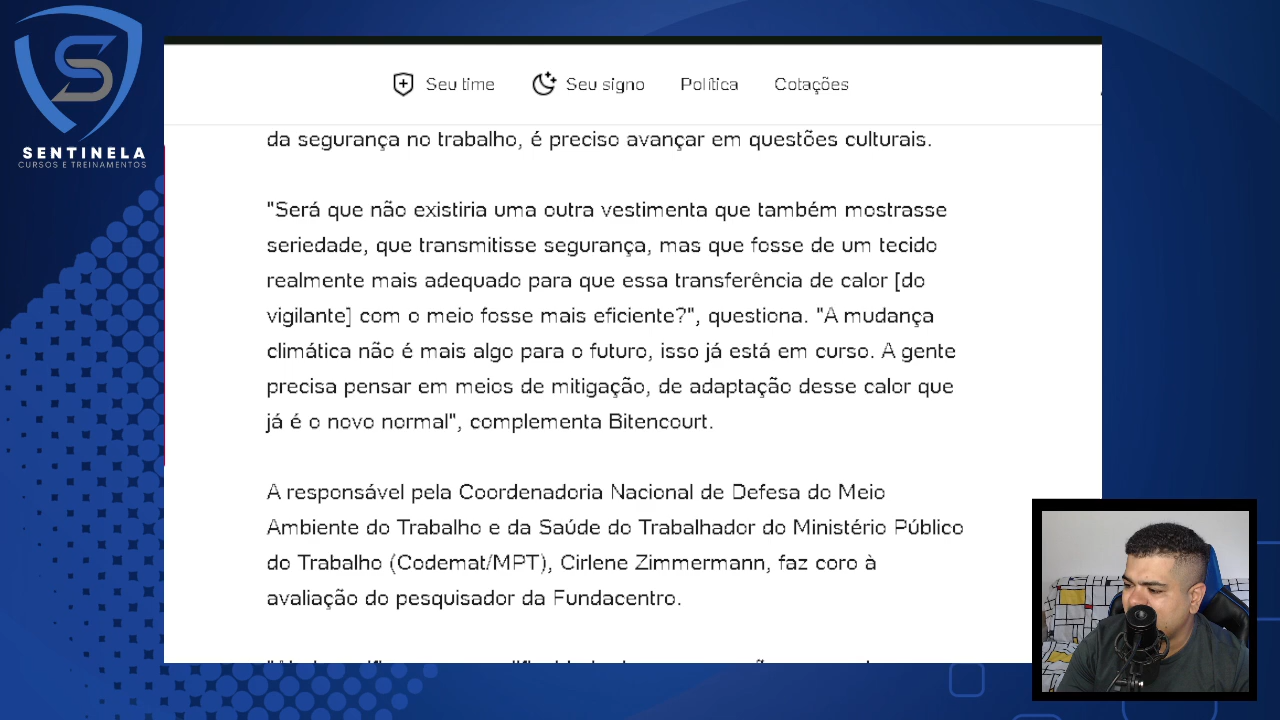 SENTINELA
CURSOS E TREINAMENTOS
Seu time Seu signo Política Cotações
da segurança no trabalho, é preciso avançar em questões culturais.
"Será que não existiria uma outra vestimenta que também mostrasse
seriedade, que transmitisse segurança, mas que fosse de um tecido
realmente mais adequado para que essa transferência de calor [do
vigilante] com o meio fosse mais eficiente?", questiona. "A mudança
climática não é mais algo para o futuro, isso já está em curso. A gente
precisa pensar em meios de mitigação, de adaptação desse calor que
já é o novo normal", complementa Bitencourt.
A responsável pela Coordenadoria Nacional de Defesa do Meio
Ambiente do Trabalho e da Saúde do Trabalhador do Ministério Público
do Trabalho (Codemat/MPT), Cirlene Zimmermann, faz coro à
avaliação do pesquisador da Fundacentro.